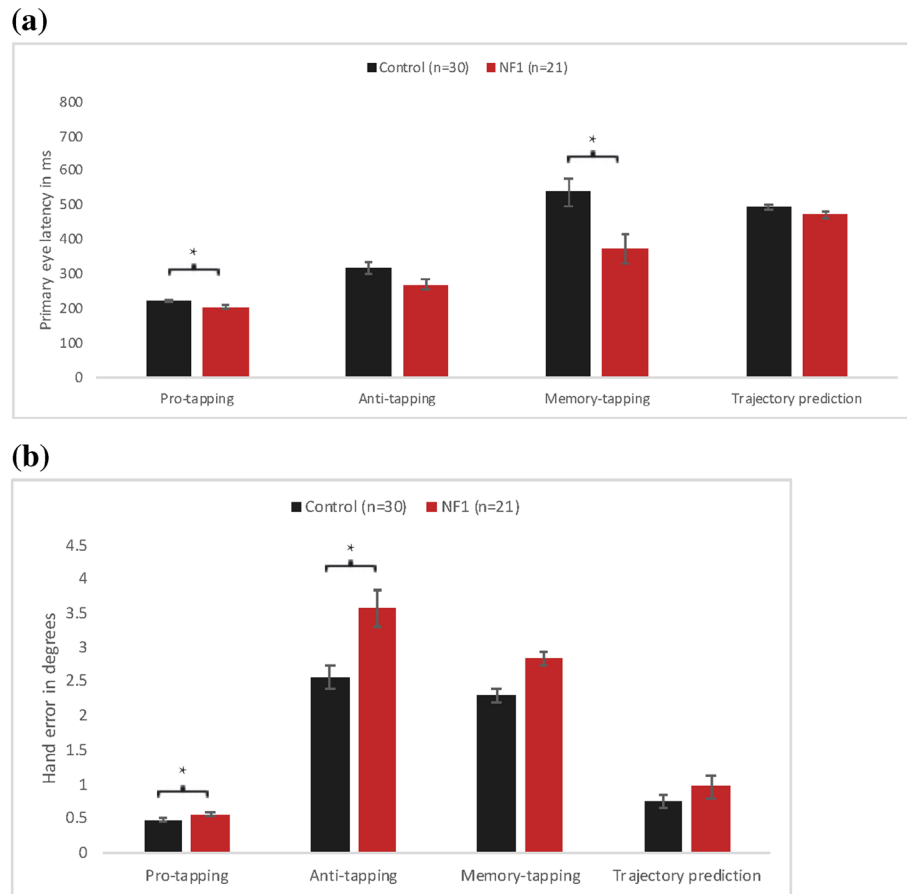 (a)
Control (n=30) NF1 (n=21)
Primary eye latency in ms
800
700
600
500
400
300
200
100
0
*
*
Pro-tapping Anti-tapping Memory-tapping Trajectory prediction
(b)
Control (n=30) NF1 (n=21)
Hand error in degrees
4.5
4
3.5
3
2.5
2
1.5
1
0.5
0
*
*
Pro-tapping Anti-tapping Memory-tapping Trajectory prediction